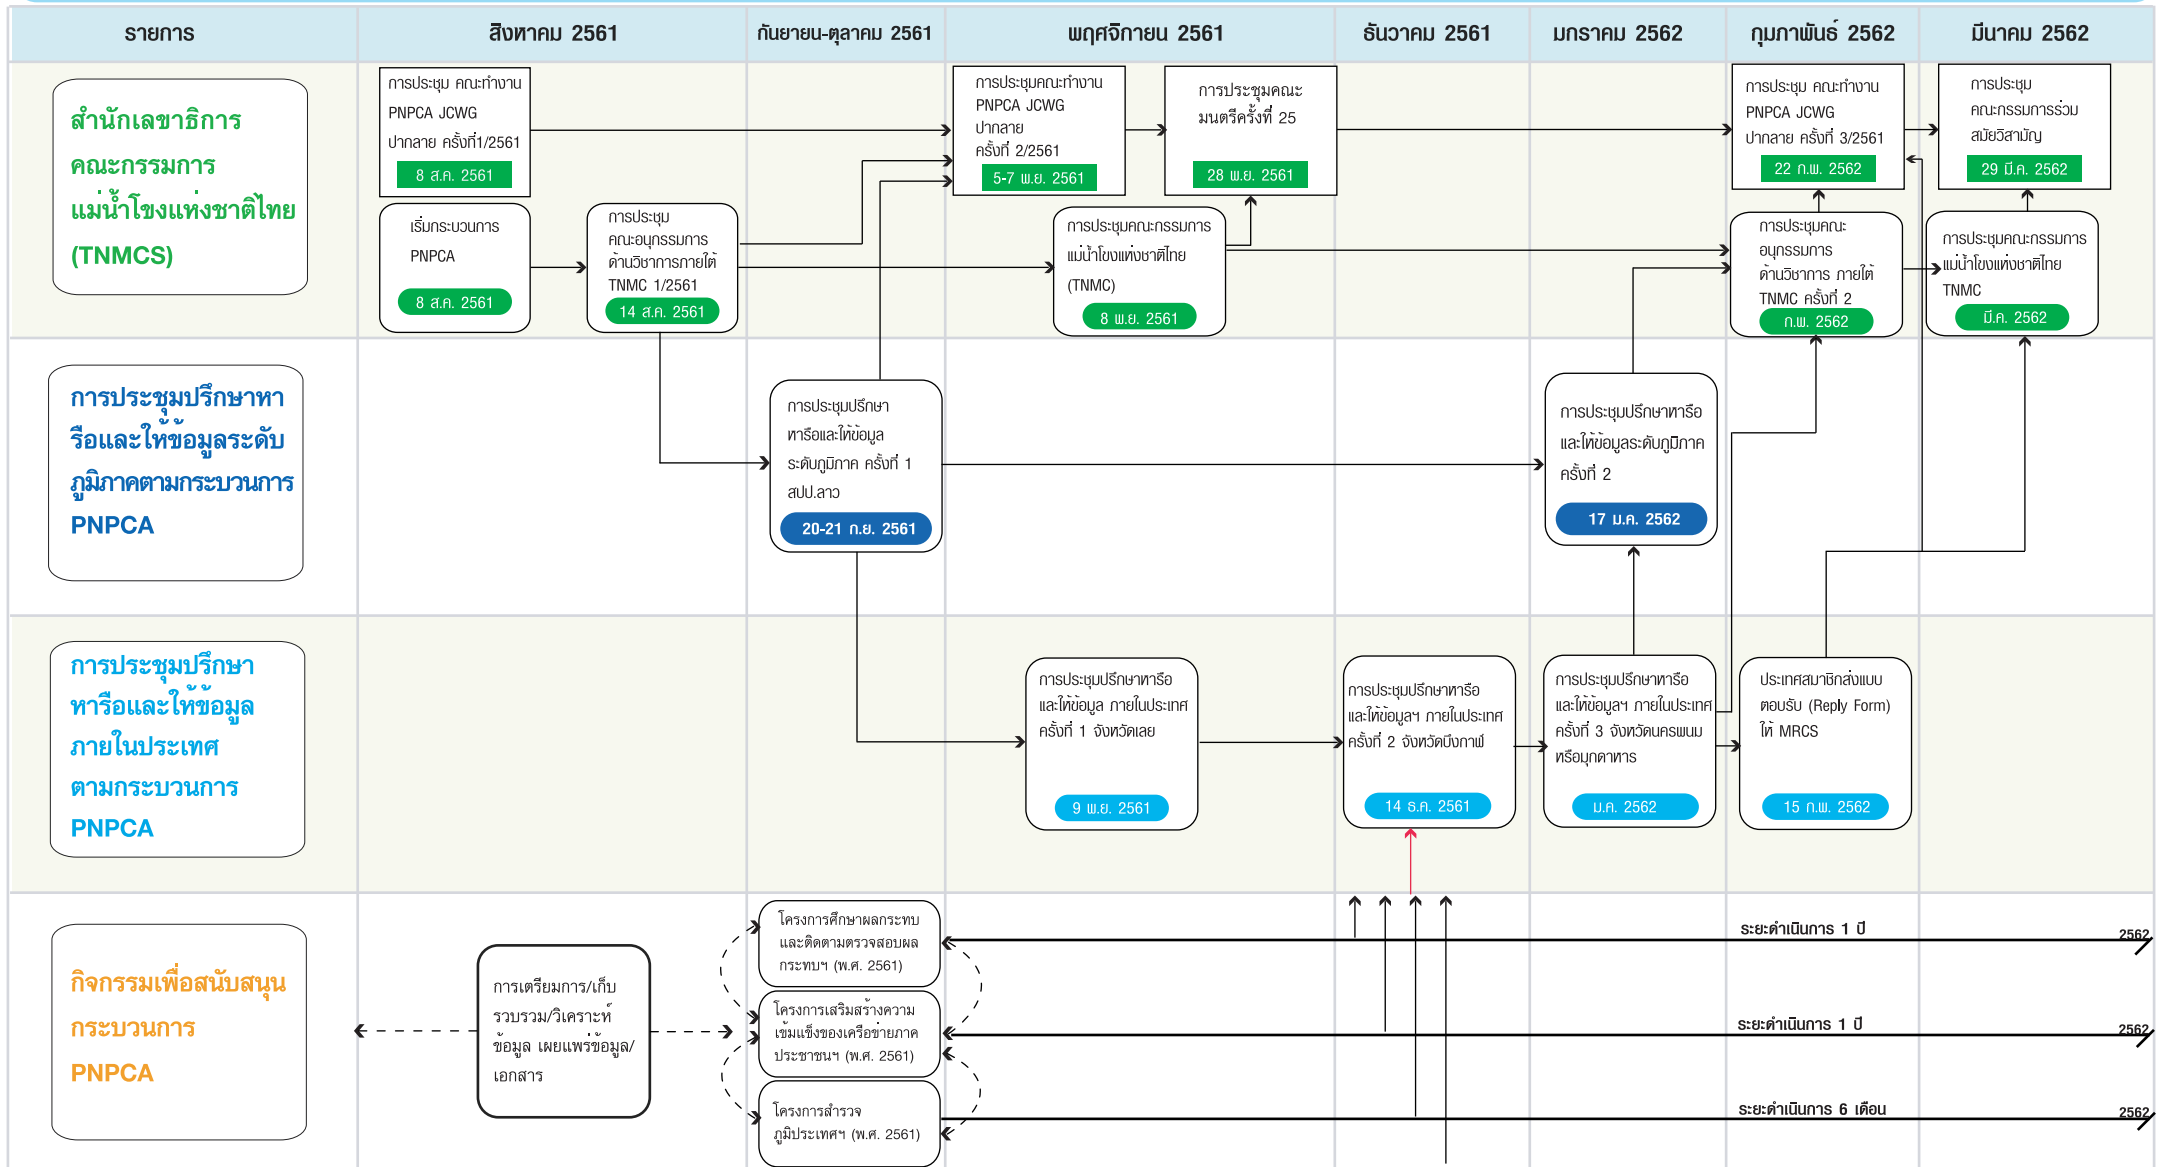 รายการ
สิงหาคม 2561
กันยายน-ตุลาคม 2561
พฤศจิกายน 2561
ธันวาคม 2561
มกราคม 2562
กุมภาพันธ์ 2562
มีนาคม 2562
สำนักเลขาธิการ
คณะกรรมการ
แม่น้ำโขงแห่งชาติไทย
(TNMCS)
การประชุม คณะทำงาน
PNPCA JCWG
ปากลาย ครั้งที่1/2561
8 ส.ค. 2561
เริ่มกระบวนการ
PNPCA
8 ส.ค. 2561
การประชุม
คณะอนุกรรมการ
ด้านวิชาการภายใต้
TNMC 1/2561
14 ส.ค. 2561
การประชุมคณะทำงาน
PNPCA JCWG
ปากลาย
ครั้งที่ 2/2561
5-7 พ.ย. 2561
การประชุมคณะ
มนตรีครั้งที่ 25
28 พ.ย. 2561
การประชุมคณะกรรมการ
แม่น้ำโขงแห่งชาติไทย
(TNMC)
8 พ.ย. 2561
การประชุม คณะทำงาน
PNPCA JCWG
ปากลาย ครั้งที่ 3/2561
22 ก.พ. 2562
การประชุม
คณะกรรมการร่วม
สมัยวิสามัญ
29 มี.ค. 2562
การประชุมคณะ
อนุกรรมการ
ด้านวิชาการ ภายใต้
TNMC ครั้งที่ 2
ก.พ. 2562
การประชุมคณะกรรมการ
แม่น้ำโขงแห่งชาติไทย
TNMC
มี.ค. 2562
การประชุมปรึกษาหา
รือและให้ข้อมูลระดับ
ภูมิภาคตามกระบวนการ
PNPCA
การประชุมปรึกษา
หารือและให้ข้อมูล
ระดับภูมิภาค ครั้งที่ 1
สปป.ลาว
20-21 ก.ย. 2561
การประชุมปรึกษาหารือ
และให้ข้อมูลระดับภูมิภาค
ครั้งที่ 2
17 ม.ค. 2562
การประชุมปรึกษา
หารือและให้ข้อมูล
ภายในประเทศ
ตามกระบวนการ
PNPCA
การประชุมปรึกษาหารือ
และให้ข้อมูล ภายในประเทศ
ครั้งที่ 1 จังหวัดเลย
9 พ.ย. 2561
การประชุมปรึกษาหารือ
และให้ข้อมูลฯ ภายในประเทศ
ครั้งที่ 2 จังหวัดบึงกาฬ
14 ธ.ค. 2561
การประชุมปรึกษาหารือ
และให้ข้อมูลฯ ภายในประเทศ
ครั้งที่ 3 จังหวัดนครพนม
หรือมุกดาหาร
ม.ค. 2562
ประเทศสมาชิกส่งแบบ
ตอบรับ (Reply Form)
ให้ MRCS
15 ก.พ. 2562
กิจกรรมเพื่อสนับสนุน
กระบวนการ
PNPCA
การเตรียมการ/เก็บ
รวบรวม/วิเคราะห์
ข้อมูล เผยแพร่ข้อมูล/
เอกสาร
โครงการศึกษาผลกระทบ
และติดตามตรวจสอบผล
กระทบฯ (พ.ศ. 2561)
ระยะดำเนินการ 1 ปี
2562
โครงการเสริมสร้างความ
เข้มแข็งของเครือข่ายภาค
ประชาชนฯ (พ.ศ. 2561)
ระยะดำเนินการ 1 ปี
2562
โครงการสำรวจ
ภูมิประเทศฯ (พ.ศ. 2561)
ระยะดำเนินการ 6 เดือน
2562